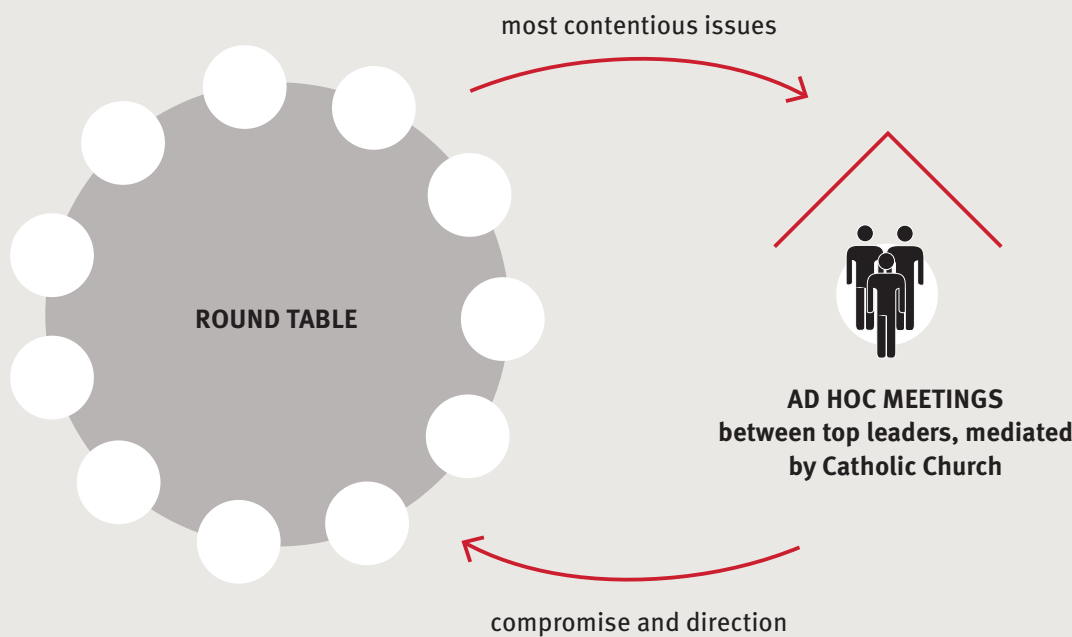 most contentious issues
ROUND TABLE
AD HOC MEETINGS
between top leaders, mediated
by Catholic Church
compromise and direction